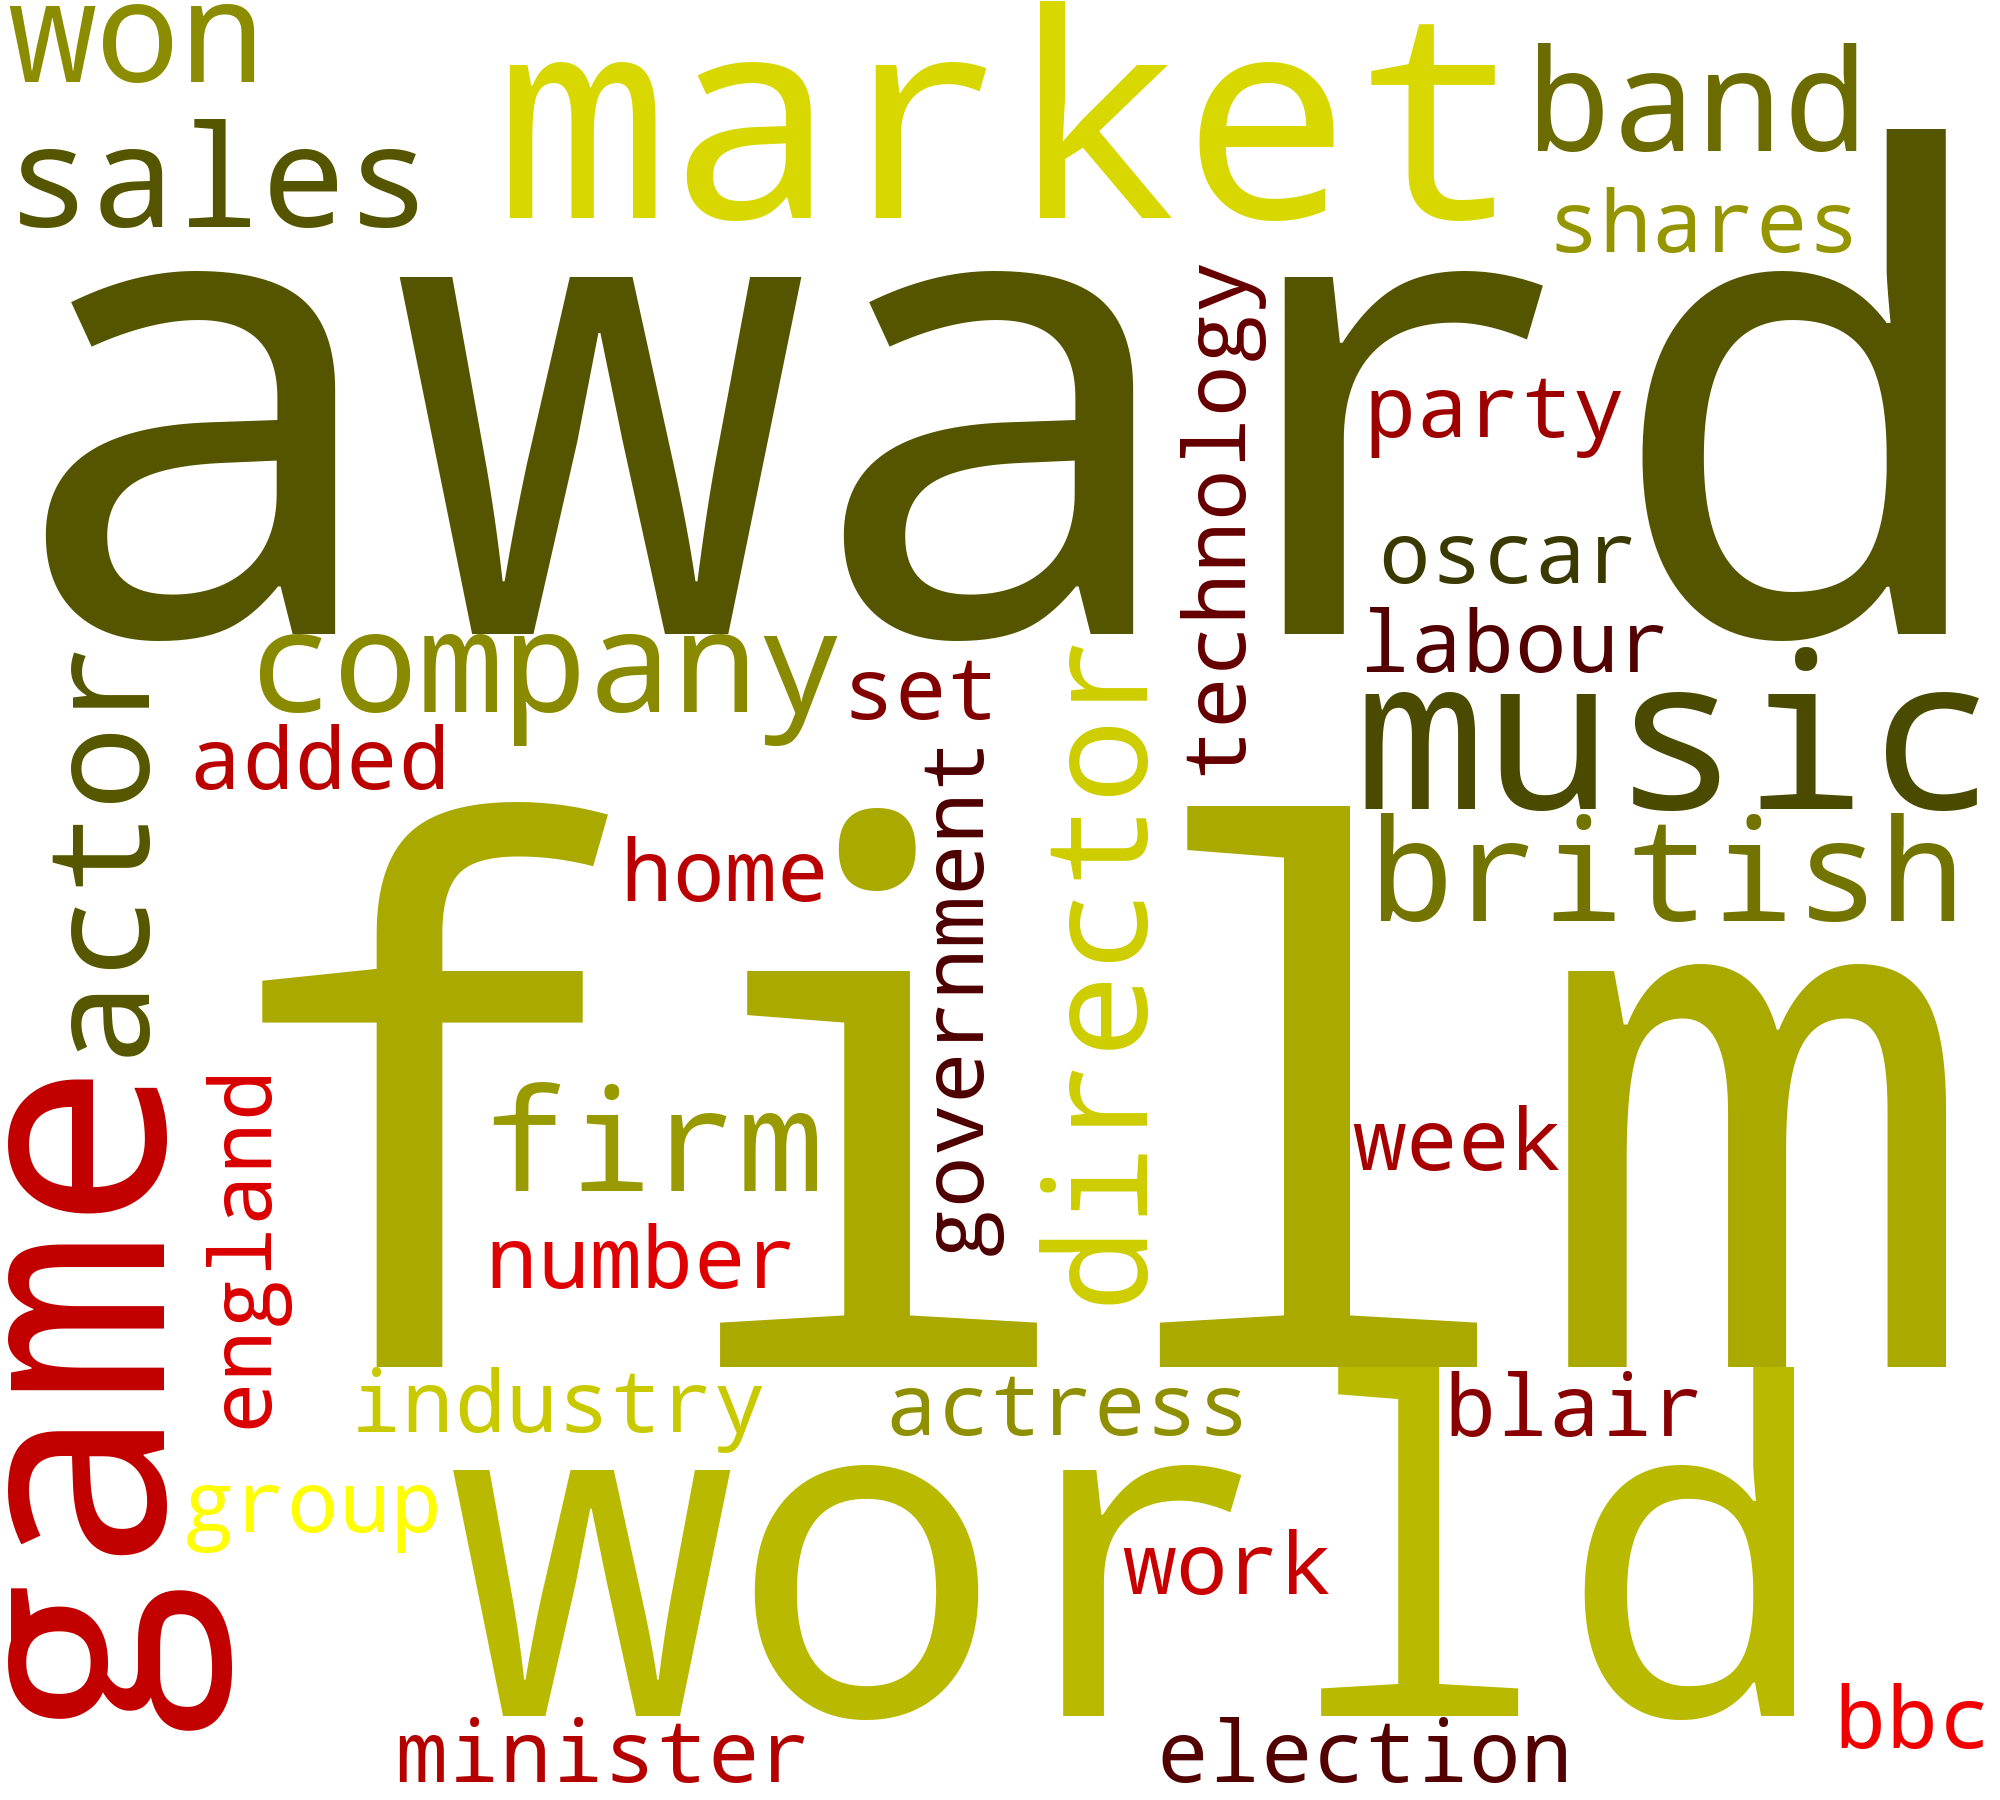 won
market
band
sales
shares
award
technology
party
oscar
labour
company
set
music
actor
added
director
government
home
british
film
firm
week
game
england
number
industry
actress
blair
group
world
work
bbc
minister
election